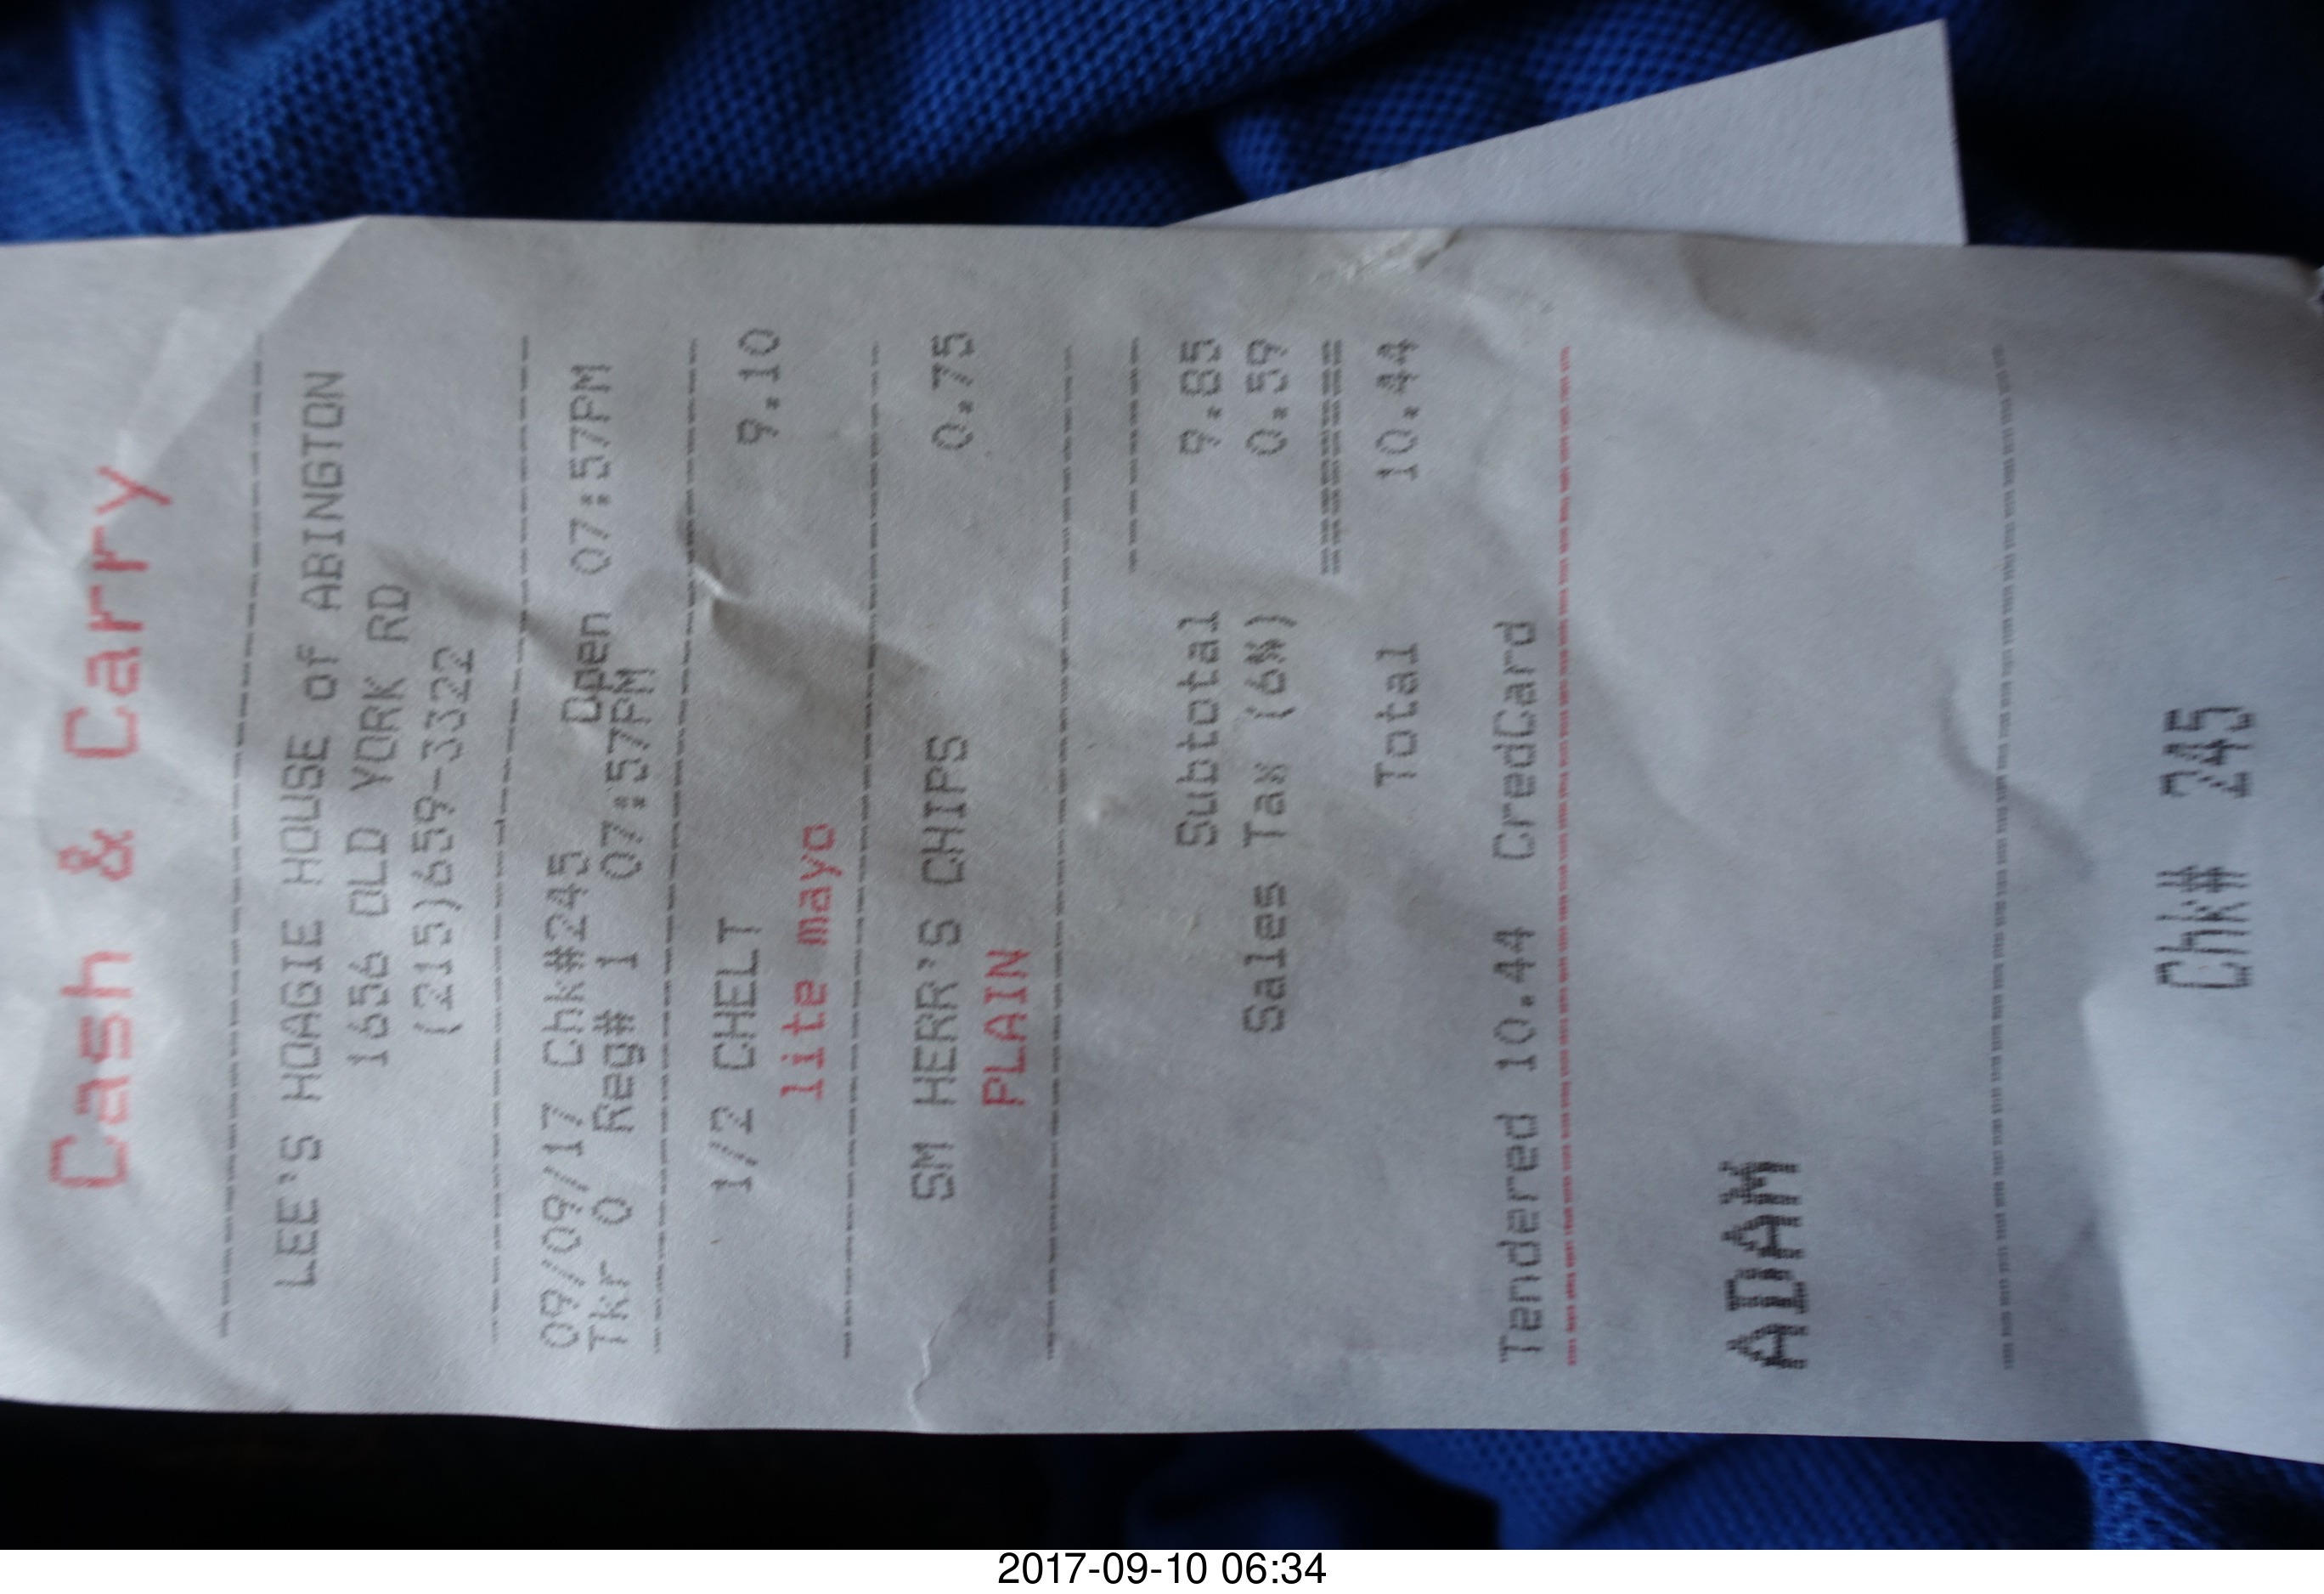 Cash & Carry
LEE'S HOAGIE HOUSE of ABINGTON
1656 OLD YORK RD
(215)659-3322
09/09/17 Chk#245 Open 07:57PM
Tkr 0 Reg# 1 07:57PM
1/2 CHELT 9.10
lite mayo
SM HERR'S CHIPS 0.75
PLAIN
Subtotal 9.85
Sales Tax (6%) 0.59
Total 10.44
Tendered 10.44 CredCard
ADAM
Chk# 245
2017-09-10 06:34